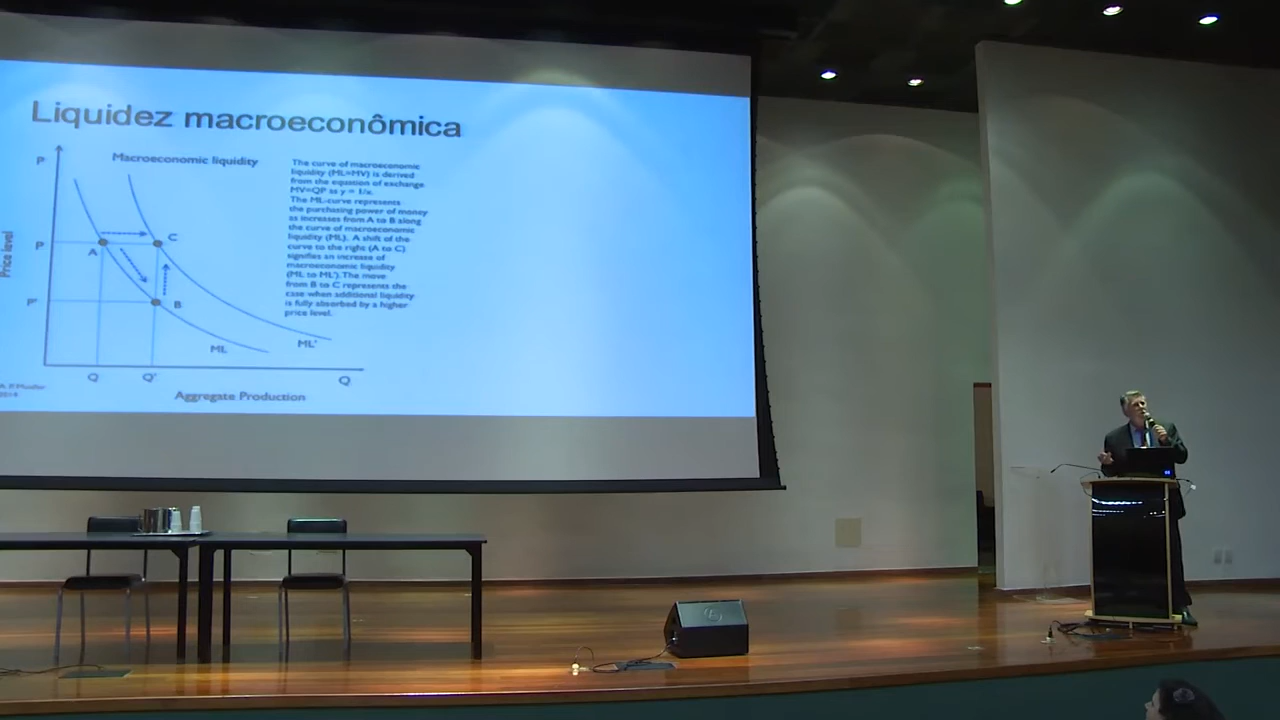 Liquidez macroeconômica
P
Macroeconomic liquidity
The curve of macroeconomic
liquidity (ML=MV) is derived
from the equation of exchange
MV=QP as y = 1/x.
The ML-curve represents
the purchasing power of money
as increases from A to B along
the curve of macroeconomic
liquidity (ML). A shift of the
curve to the right (A to C)
signifies an increase of
macroeconomic liquidity
(ML to ML'). The move
from B to C represents the
case when additional liquidity
is fully absorbed by a higher
price level.
Price level
P
A
C
P'
B
ML
ML'
Q
Q'
Q
Aggregate Production
2014